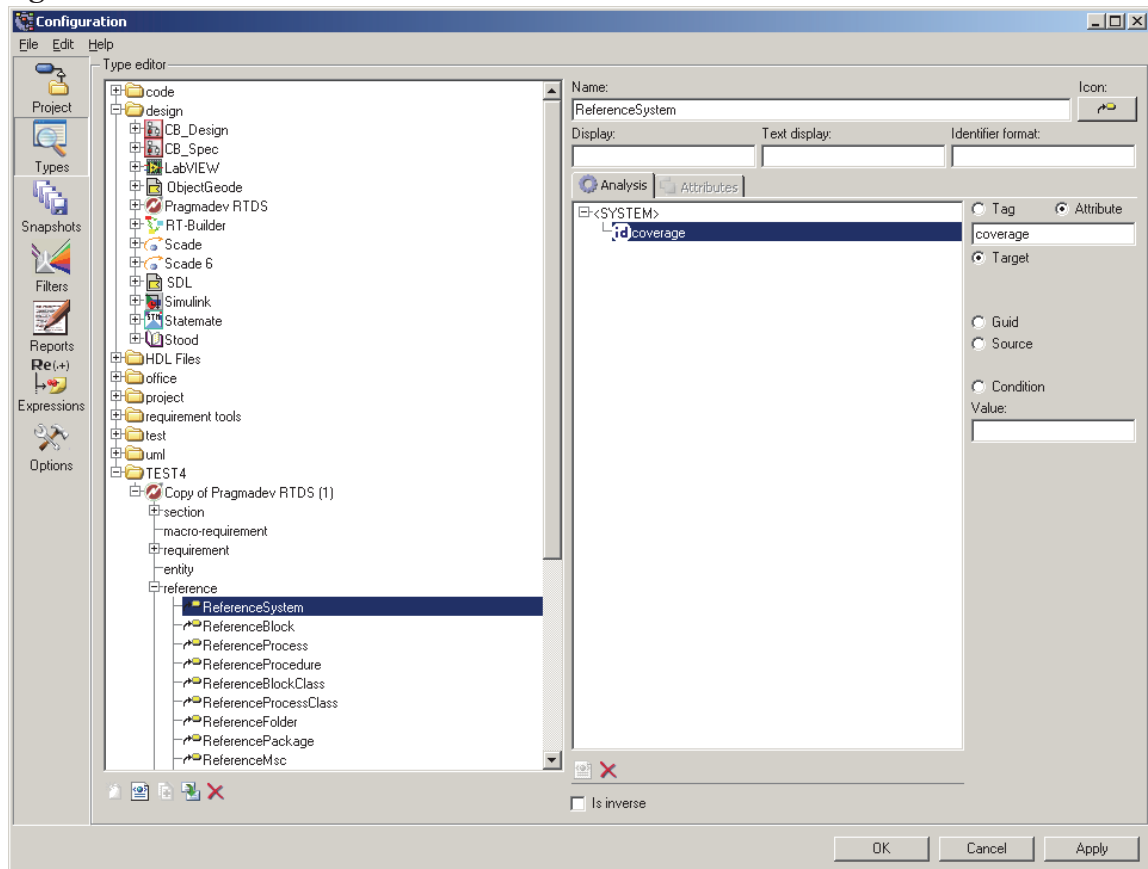 Configuration
File Edit Help
Type editor
Project
Types
Snapshots
Filters
Reports
Re(.+)
Expressions
Options
code
design
CB_Design
CB_Spec
LabVIEW
ObjectGeode
Pragmadev RTDS
RT-Builder
Scade
Scade 6
SDL
Simulink
Statemate
Stood
HDL Files
office
project
requirement tools
test
uml
TEST4
Copy of Pragmadev RTDS (1)
section
macro-requirement
requirement
entity
reference
ReferenceSystem
ReferenceBlock
ReferenceProcess
ReferenceProcedure
ReferenceBlockClass
ReferenceProcessClass
ReferenceFolder
ReferencePackage
ReferenceMsc
Name: Icon:
ReferenceSystem
Display: Text display: Identifier format:
Analysis Attributes
<SYSTEM>
id coverage
Tag Attribute
coverage
Target
Guid
Source
Condition
Value:
Is inverse
OK Cancel Apply